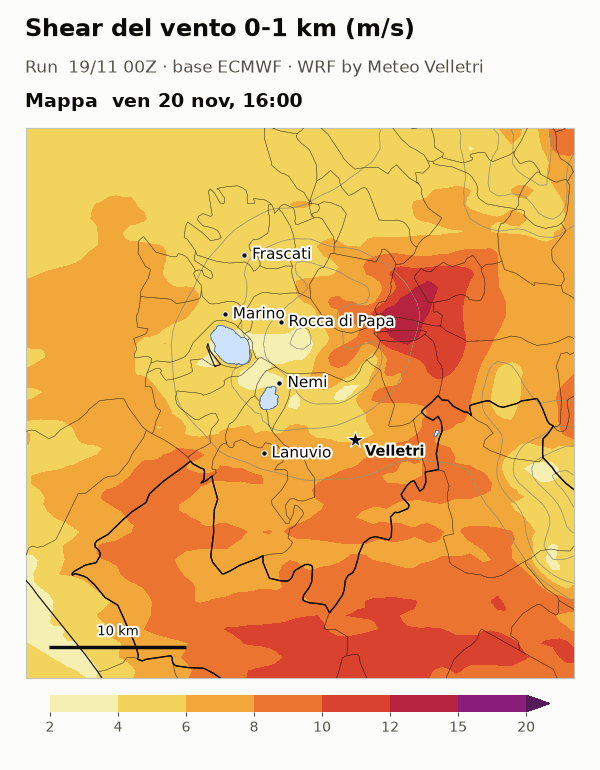 Shear del vento 0-1 km (m/s)
Run  19/11 00Z · base ECMWF · WRF by Meteo Velletri
Mappa  ven 20 nov, 16:00
Frascati
Marino
Rocca di Papa
Nemi
Velletri
Lanuvio
10 km
2 4 6 8 10 12 15 20